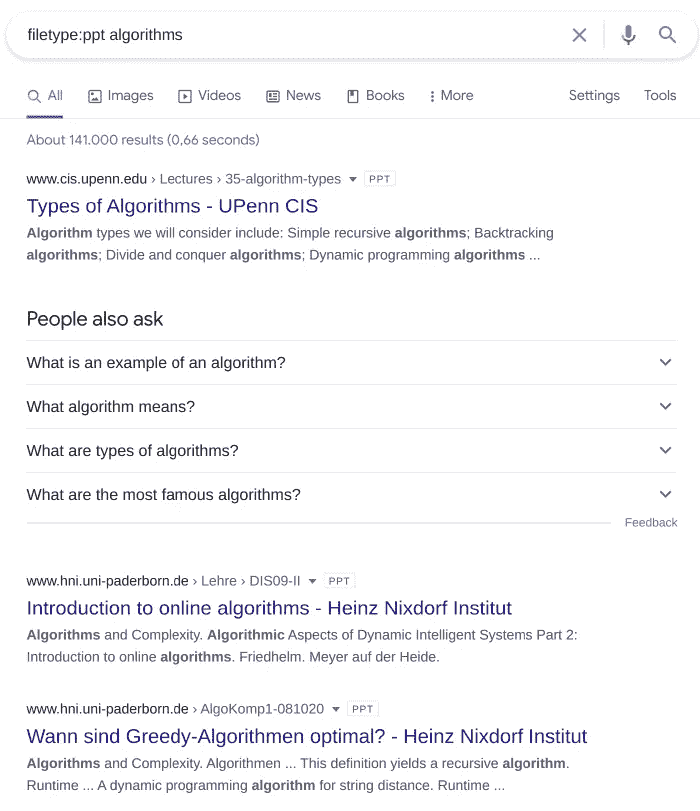 filetype:ppt algorithms
All Images Videos News Books More Settings Tools
About 141.000 results (0,66 seconds)
www.cis.upenn.edu › Lectures › 35-algorithm-types PPT
Types of Algorithms - UPenn CIS
Algorithm types we will consider include: Simple recursive algorithms; Backtracking
algorithms; Divide and conquer algorithms; Dynamic programming algorithms ...
People also ask
What is an example of an algorithm?
What algorithm means?
What are types of algorithms?
What are the most famous algorithms?
Feedback
www.hni.uni-paderborn.de › Lehre › DIS09-II PPT
Introduction to online algorithms - Heinz Nixdorf Institut
Algorithms and Complexity. Algorithmic Aspects of Dynamic Intelligent Systems Part 2:
Introduction to online algorithms. Friedhelm. Meyer auf der Heide.
www.hni.uni-paderborn.de › AlgoKomp1-081020 PPT
Wann sind Greedy-Algorithmen optimal? - Heinz Nixdorf Institut
Algorithms and Complexity. Algorithmen ... This definition yields a recursive algorithm.
Runtime ... A dynamic programming algorithm for string distance. Runtime ...